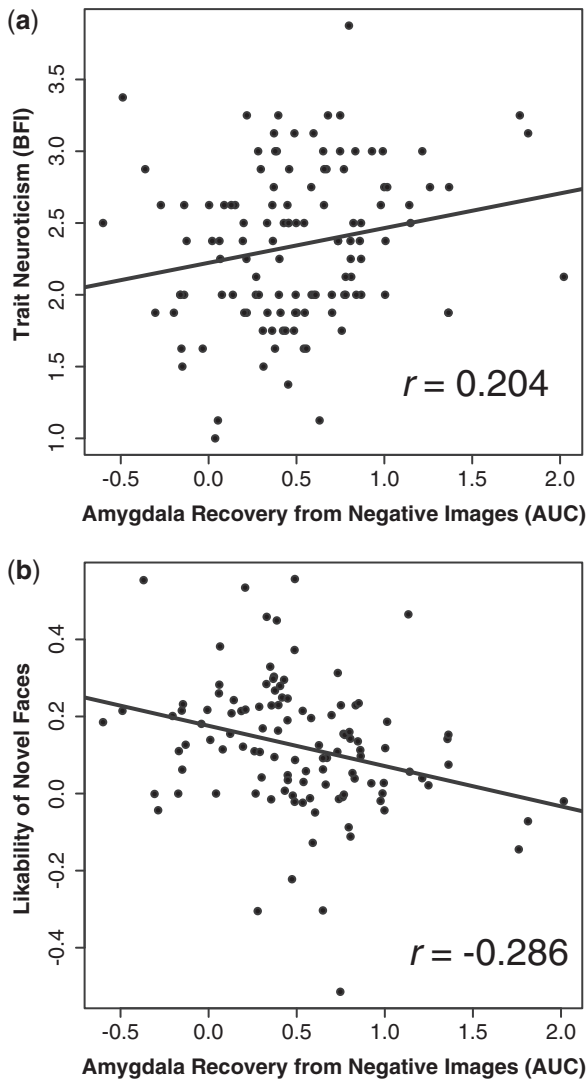 (a)
Trait Neuroticism (BFI)
3.5
3.0
2.5
2.0
1.5
1.0
r = 0.204
-0.5 0.0 0.5 1.0 1.5 2.0
Amygdala Recovery from Negative Images (AUC)
(b)
Likability of Novel Faces
0.4
0.2
0.0
-0.2
-0.4
r = -0.286
-0.5 0.0 0.5 1.0 1.5 2.0
Amygdala Recovery from Negative Images (AUC)